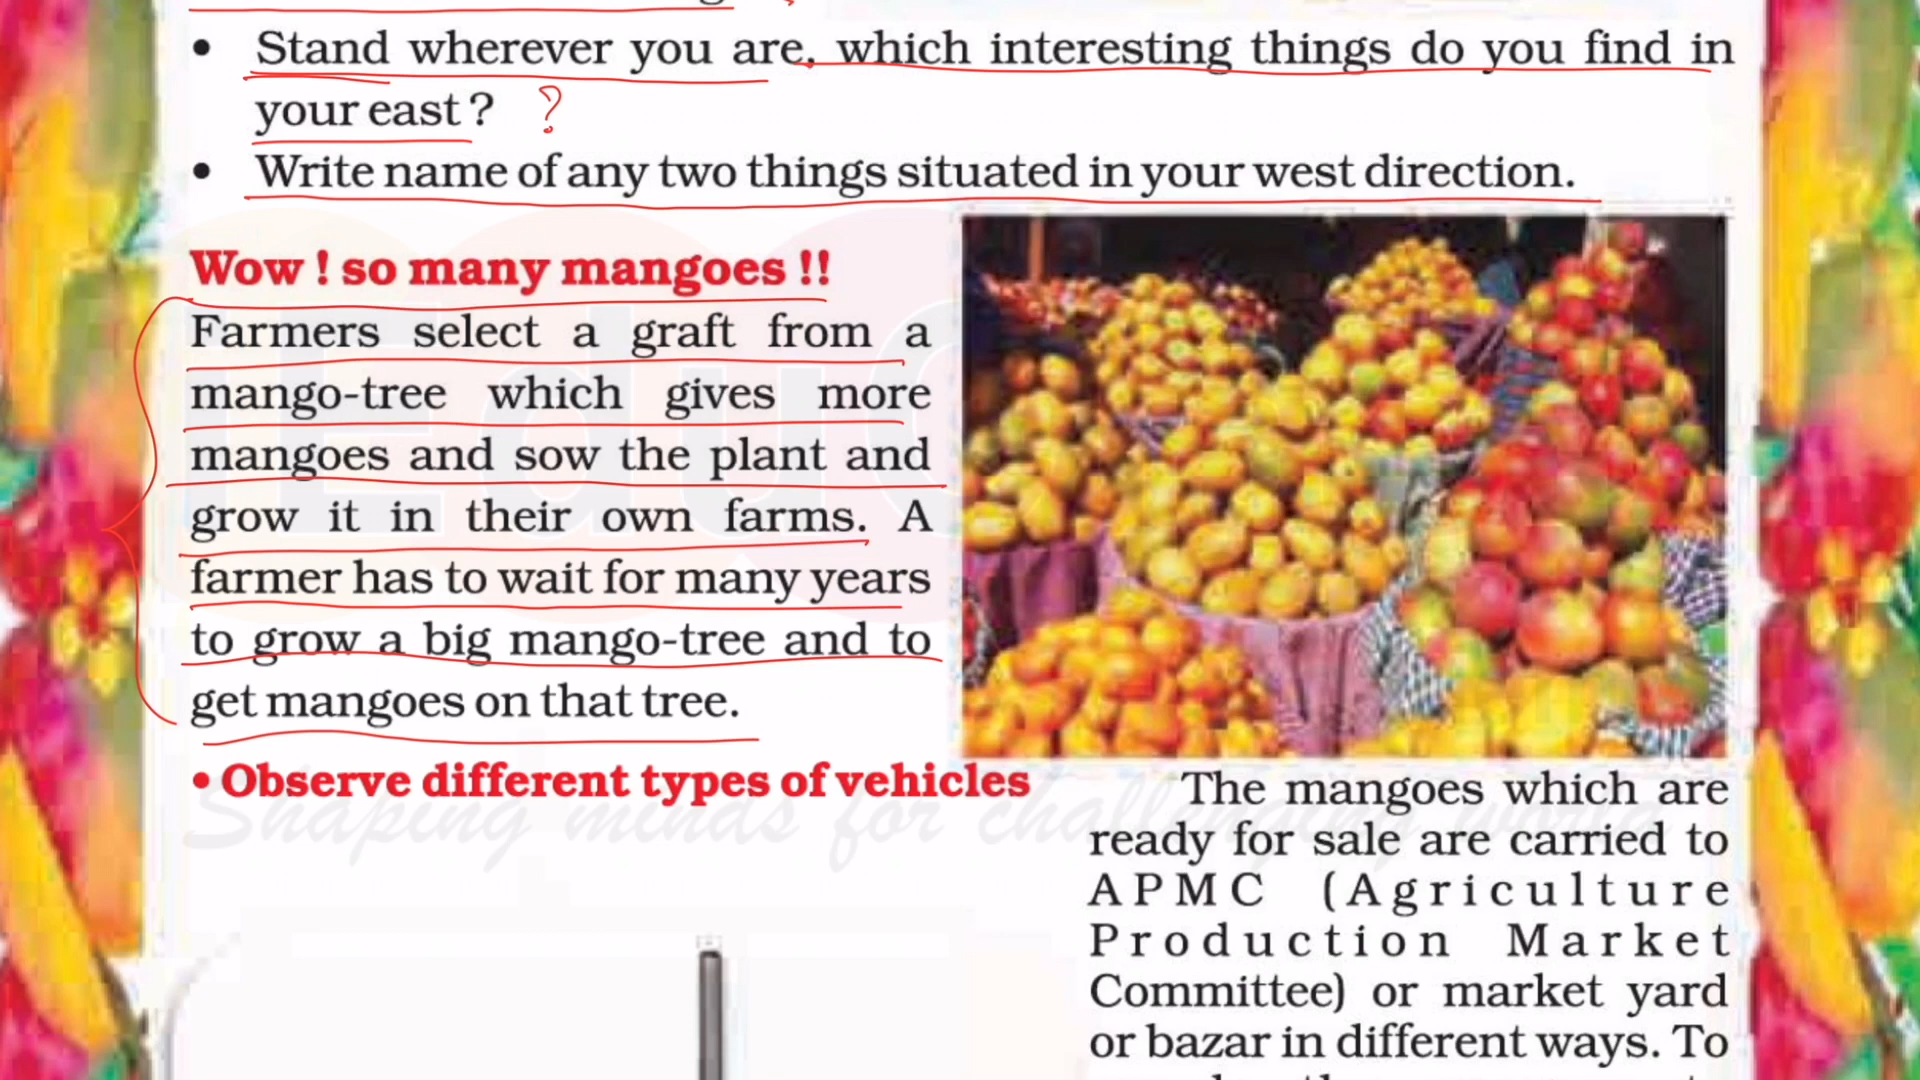 • Stand wherever you are, which interesting things do you find in
your east ? ?
• Write name of any two things situated in your west direction.
Wow ! so many mangoes !!
Farmers select a graft from a
mango-tree which gives more
mangoes and sow the plant and
grow it in their own farms. A
farmer has to wait for many years
to grow a big mango-tree and to
get mangoes on that tree.
• Observe different types of vehicles
Shaping minds for challenging world
The mangoes which are
ready for sale are carried to
APMC (Agriculture
Production Market
Committee) or market yard
or bazar in different ways. To